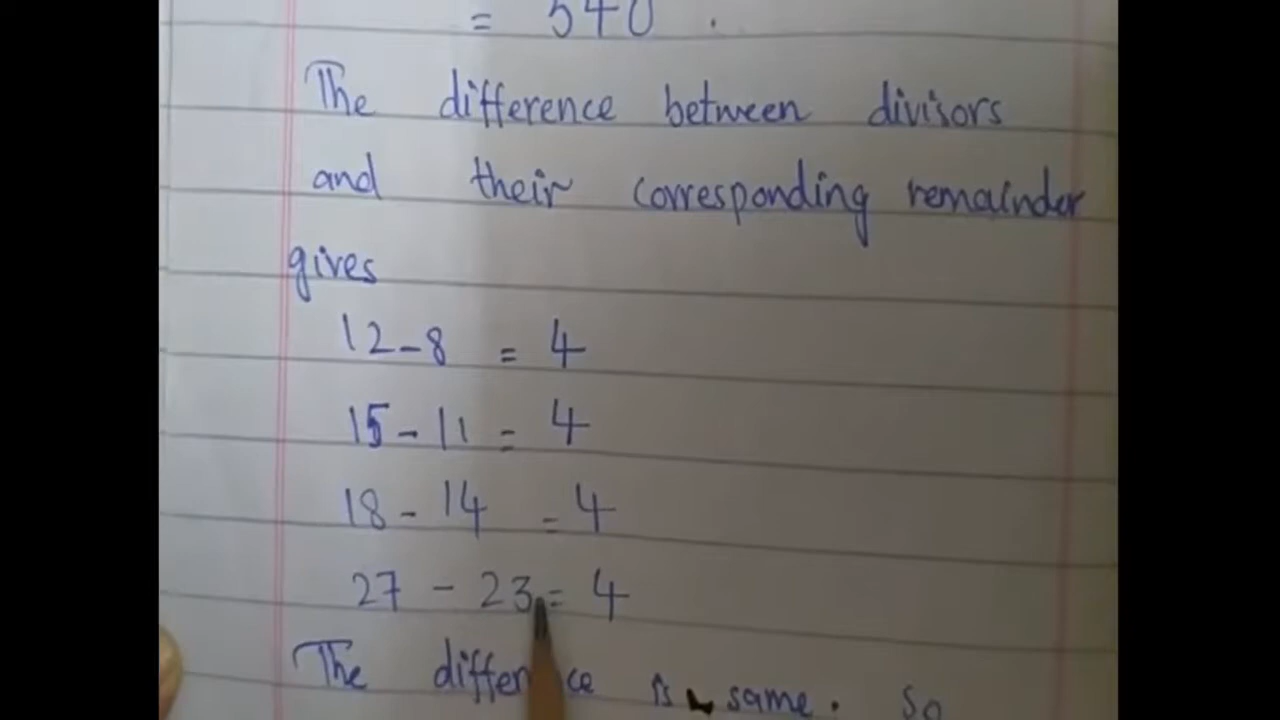 = 540 .
The difference between divisors
and their corresponding remainder
gives
12 - 8 = 4
15 - 11 = 4
18 - 14 = 4
27 - 23 = 4
The difference is same. So